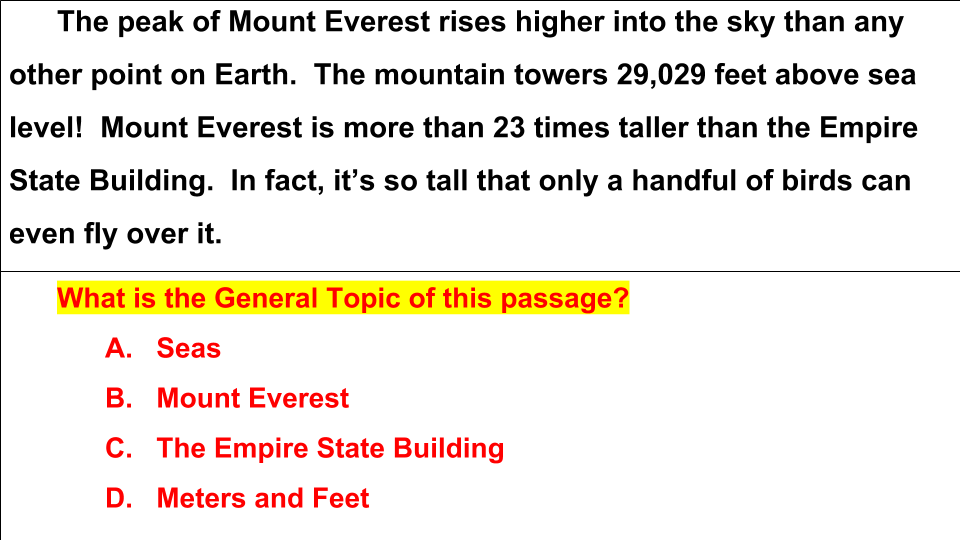 The peak of Mount Everest rises higher into the sky than any
other point on Earth.  The mountain towers 29,029 feet above sea
level!  Mount Everest is more than 23 times taller than the Empire
State Building.  In fact, it’s so tall that only a handful of birds can
even fly over it.
What is the General Topic of this passage?
A. Seas
B. Mount Everest
C. The Empire State Building
D. Meters and Feet